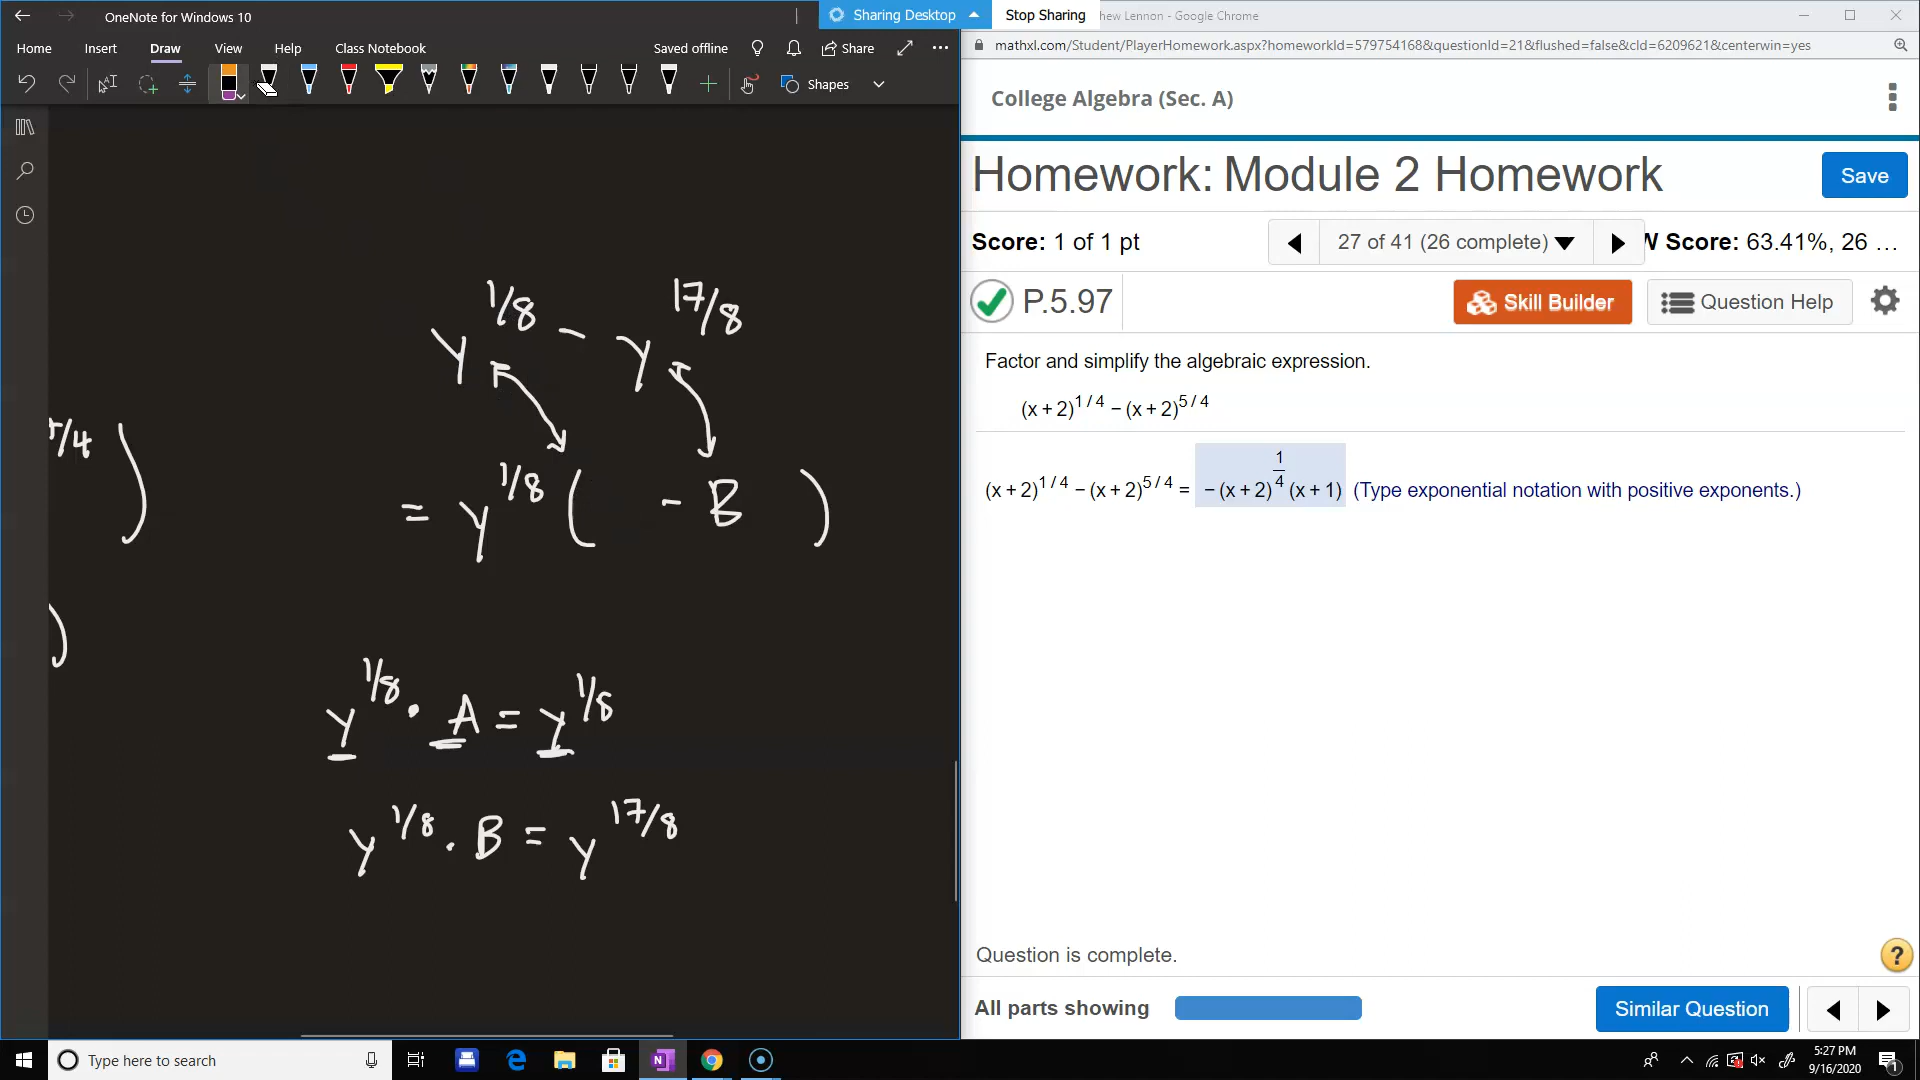 OneNote for Windows 10
Sharing Desktop
Stop Sharing
hew Lennon - Google Chrome
Home Insert Draw View Help Class Notebook
Saved offline
Share
mathxl.com/Student/PlayerHomework.aspx?homeworkId=579754168&questionId=21&flushed=false&cId=6209621&centerwin=yes
Shapes
College Algebra (Sec. A)
Homework: Module 2 Homework
Save
Score: 1 of 1 pt
27 of 41 (26 complete)
W Score: 63.41%, 26 ...
P.5.97
Skill Builder
Question Help
Factor and simplify the algebraic expression.
(x+2)^{1/4} − (x+2)^{5/4}
(x+2)^{1/4} − (x+2)^{5/4} = −(x+2)^{1/4}(x+1) (Type exponential notation with positive exponents.)
y^{1/8} − y^{17/8}
/4 )
= y^{1/8} ( − B )
)
y^{1/8} · A = y^{1/8}
y^{1/8} · B = y^{17/8}
Question is complete.
?
All parts showing
Similar Question
Type here to search
5:27 PM
9/16/2020
1